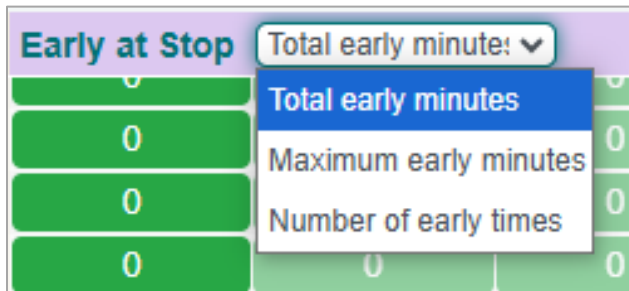 Early at Stop Total early minutes
0 Total early minutes 0
0 Maximum early minutes 0
0 Number of early times 0
0 0 0